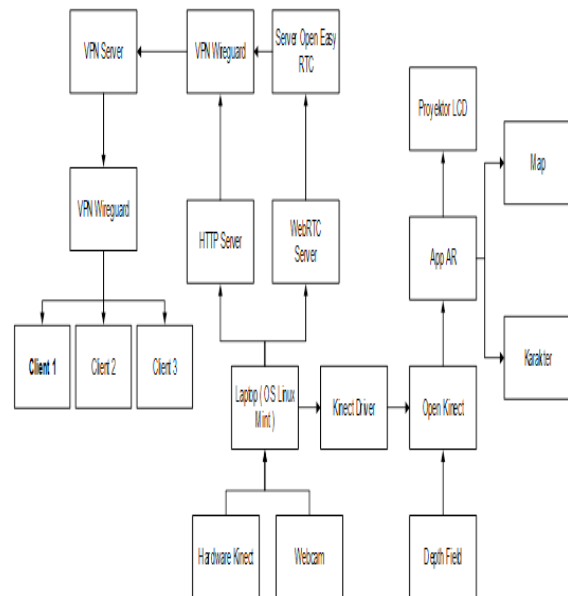 VPN Server
VPN Wireguard
Server Open Easy
RTC
Proyektor LCD
Map
VPN Wireguard
HTTP Server
WebRTC
Server
App AR
Client 1
Client 2
Client 3
Laptop ( OS Linux
Mint )
Kinect Driver
Open Kinect
Karakter
Hardware Kinect
Webcam
Depth Field